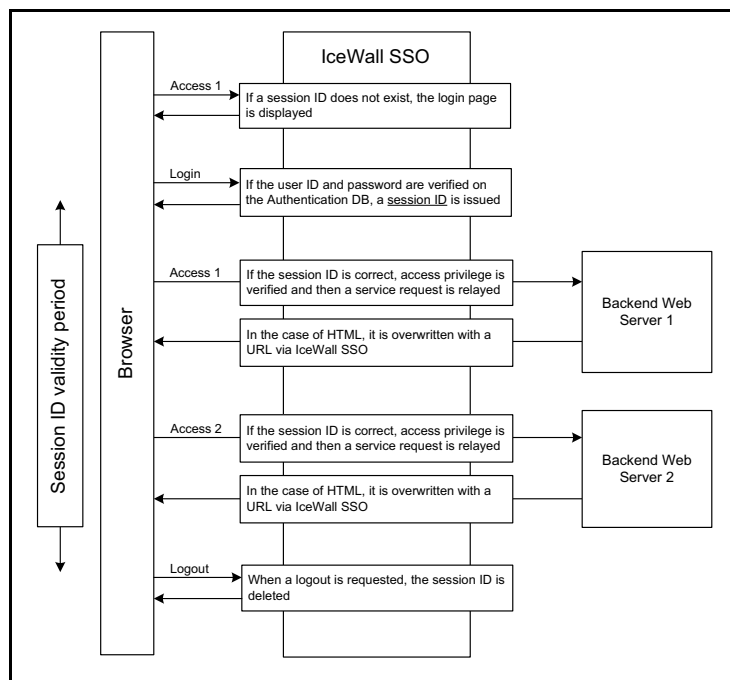 IceWall SSO
Access 1
If a session ID does not exist, the login page
is displayed
Login
If the user ID and password are verified on
the Authentication DB, a session ID is issued
Session ID validity period
Browser
Access 1
If the session ID is correct, access privilege is
verified and then a service request is relayed
Backend Web
Server 1
In the case of HTML, it is overwritten with a
URL via IceWall SSO
Access 2
If the session ID is correct, access privilege is
verified and then a service request is relayed
Backend Web
Server 2
In the case of HTML, it is overwritten with a
URL via IceWall SSO
Logout
When a logout is requested, the session ID is
deleted